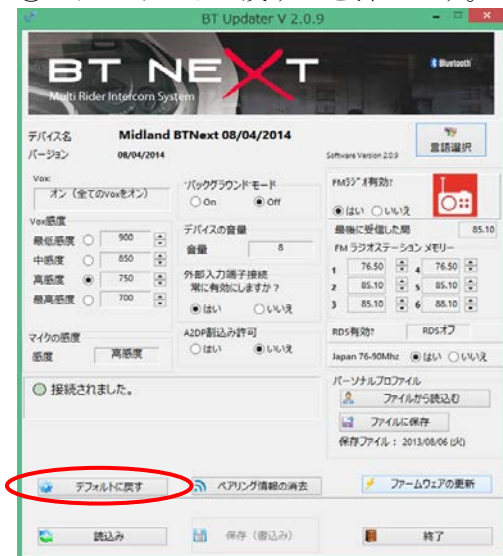 BT Updater V 2.0.9
BT NEXT
Multi Rider Intercom System
Bluetooth
デバイス名 Midland BTNext 08/04/2014
バージョン 08/04/2014
Software Version 2.0.9
言語選択
Vox:
オン（全てのVoxをオン）
Vox感度
最低感度 900
中感度 850
高感度 750
最高感度 700
マイクの感度
感度 高感度
バックグラウンド モード
On Off
デバイスの音量
音量 8
外部入力端子接続
常に有効にしますか？
はい いいえ
A2DP割込み許可
はい いいえ
FMラジオ有効?
はい いいえ
最後に受信した局 85.10
FM ラジオステーション メモリー
1 76.50 4 76.50
2 85.10 5 85.10
3 85.10 6 88.10
RDS有効? RDSオフ
Japan 76-90Mhz はい いいえ
接続されました。
パーソナルプロファイル
ファイルから読込む
ファイルに保存
保存ファイル： 2013/08/06 (火)
デフォルトに戻す
ペアリング情報の消去
ファームウェアの更新
読込み
保存（書込み）
終了